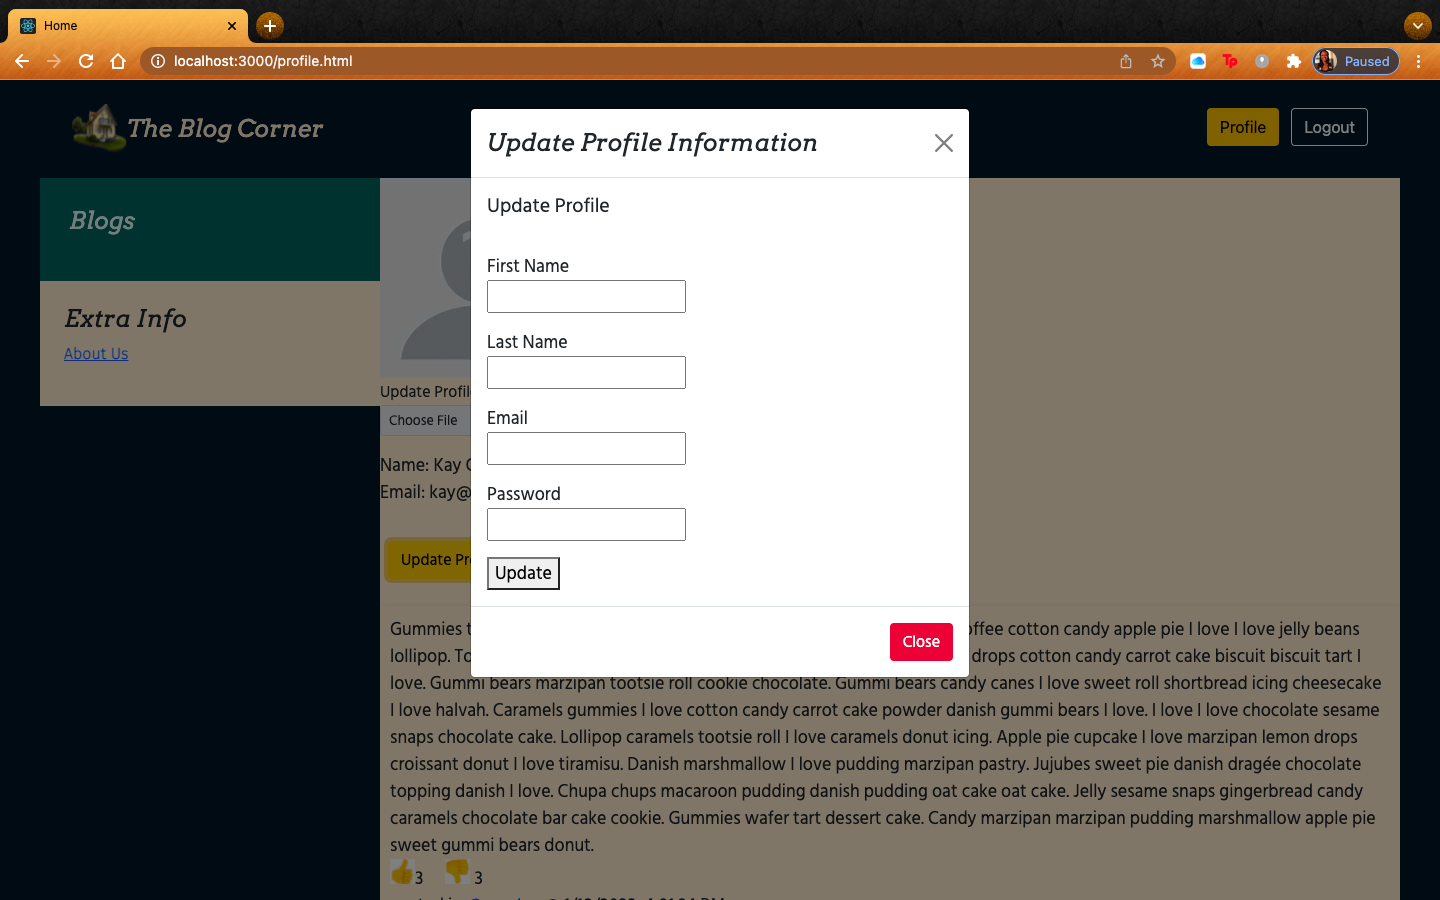 Home
localhost:3000/profile.html
Tp
Paused
The Blog Corner
Profile
Logout
Blogs
Extra Info
About Us
Update Profile Information
Update Profile
First Name
Last Name
Email
Password
Update
Close
Update Profil
Choose File
Name: Kay
Email: kay@
Update Pr
Gummies offee cotton candy apple pie I love I love jelly beans
lollipop. drops cotton candy carrot cake biscuit biscuit tart I
love. Gummi bears marzipan tootsie roll cookie chocolate. Gummi bears candy canes I love sweet roll shortbread icing cheesecake
I love halvah. Caramels gummies I love cotton candy carrot cake powder danish gummi bears I love. I love I love chocolate sesame
snaps chocolate cake. Lollipop caramels tootsie roll I love caramels donut icing. Apple pie cupcake I love marzipan lemon drops
croissant donut I love tiramisu. Danish marshmallow I love pudding marzipan pastry. Jujubes sweet pie danish dragée chocolate
topping danish I love. Chupa chups macaroon pudding danish pudding oat cake oat cake. Jelly sesame snaps gingerbread candy
caramels chocolate bar cake cookie. Gummies wafer tart dessert cake. Candy marzipan marzipan pudding marshmallow apple pie
sweet gummi bears donut.
3 3